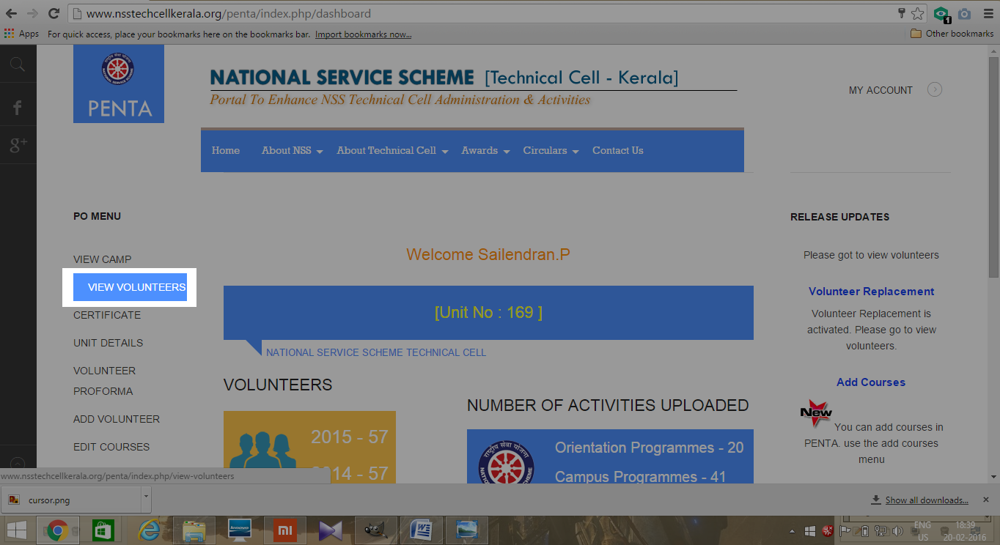 www.nsstechcellkerala.org/penta/index.php/dashboard
1
Apps For quick access, place your bookmarks here on the bookmarks bar. Import bookmarks now... Other bookmarks
PENTA
NATIONAL SERVICE SCHEME [Technical Cell - Kerala]
Portal To Enhance NSS Technical Cell Administration & Activities
MY ACCOUNT
Home About NSS About Technical Cell Awards Circulars Contact Us
PO MENU
VIEW CAMP
VIEW VOLUNTEERS
CERTIFICATE
UNIT DETAILS
VOLUNTEER
PROFORMA
ADD VOLUNTEER
EDIT COURSES
Welcome Sailendran.P
[Unit No : 169 ]
NATIONAL SERVICE SCHEME TECHNICAL CELL
VOLUNTEERS
2015 - 57
2014 - 57
NUMBER OF ACTIVITIES UPLOADED
राष्ट्रीय सेवा योजना
Orientation Programmes - 20
Campus Programmes - 41
RELEASE UPDATES
Please got to view volunteers
Volunteer Replacement
Volunteer Replacement is
activated. Please go to view
volunteers.
Add Courses
New
You can add courses in
PENTA. use the add courses
menu
www.nsstechcellkerala.org/penta/index.php/view-volunteers
cursor.png
Show all downloads...
lenovo
mi
ENG
US
18:39
20-02-2016